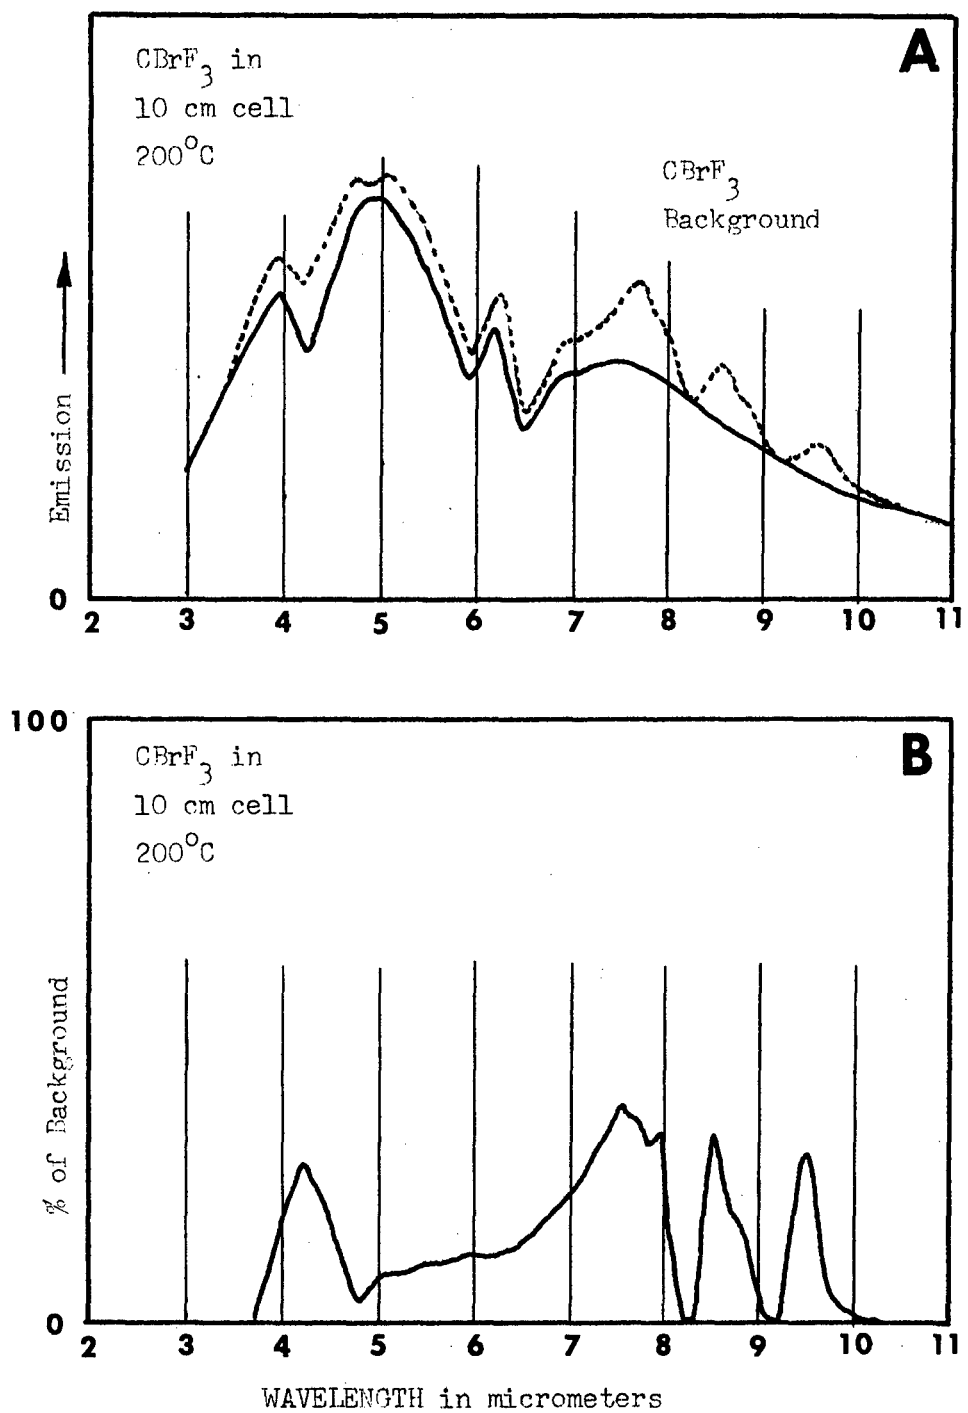 A
CBrF3 in
10 cm cell
200°C
CBrF3
Background
Emission
0
2 3 4 5 6 7 8 9 10 11
100
B
CBrF3 in
10 cm cell
200°C
% of Background
0
2 3 4 5 6 7 8 9 10 11
WAVELENGTH in micrometers